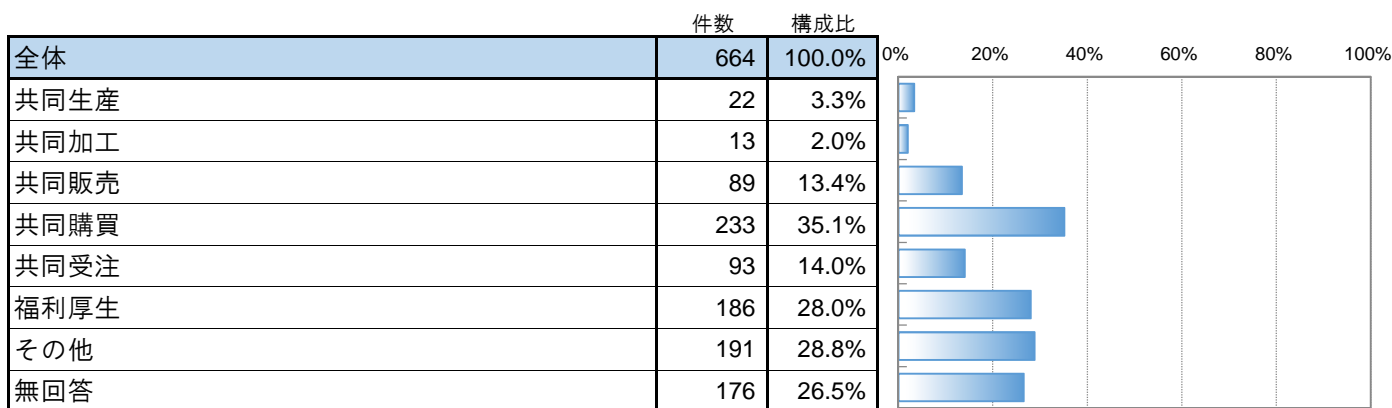 件数 構成比
全体 664 100.0% 0% 20% 40% 60% 80% 100%
共同生産 22 3.3%
共同加工 13 2.0%
共同販売 89 13.4%
共同購買 233 35.1%
共同受注 93 14.0%
福利厚生 186 28.0%
その他 191 28.8%
無回答 176 26.5%